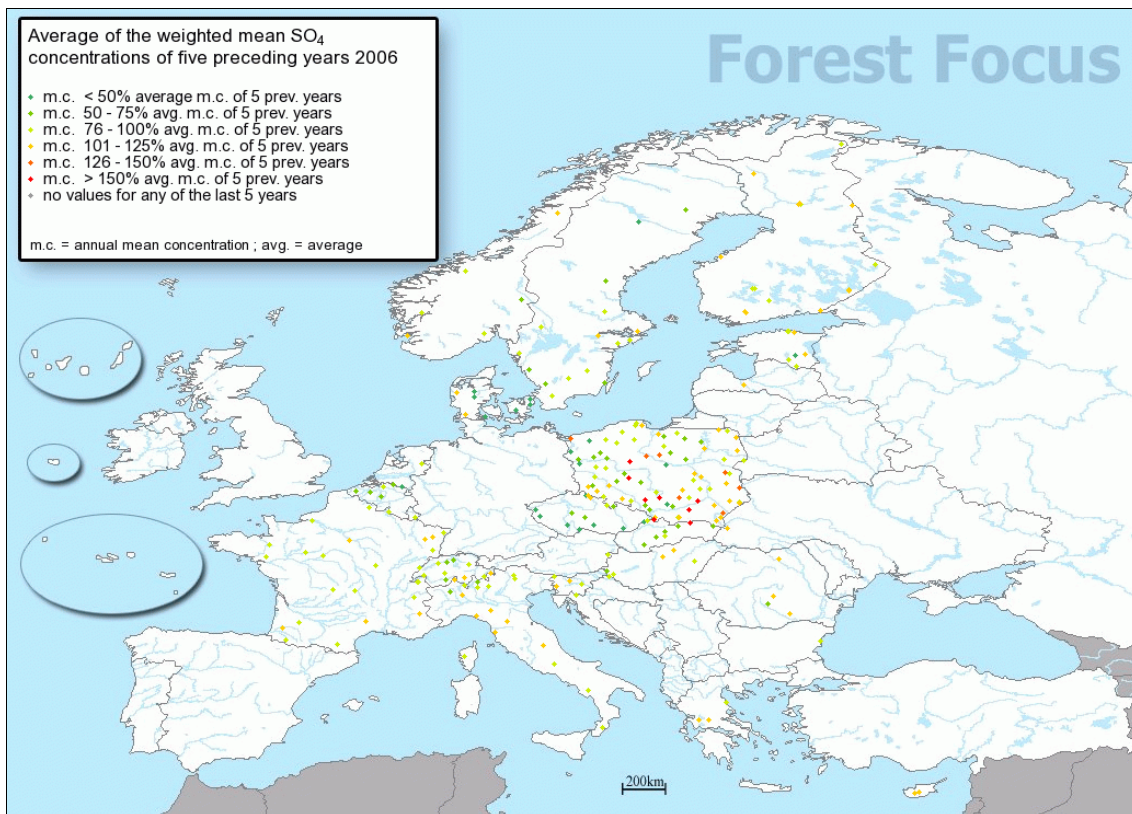 Average of the weighted mean SO₄
concentrations of five preceding years 2006
m.c. < 50% average m.c. of 5 prev. years
m.c. 50 - 75% avg. m.c. of 5 prev. years
m.c. 76 - 100% avg. m.c. of 5 prev. years
m.c. 101 - 125% avg. m.c. of 5 prev. years
m.c. 126 - 150% avg. m.c. of 5 prev. years
m.c. > 150% avg. m.c. of 5 prev. years
no values for any of the last 5 years
m.c. = annual mean concentration ; avg. = average
Forest Focus
200km